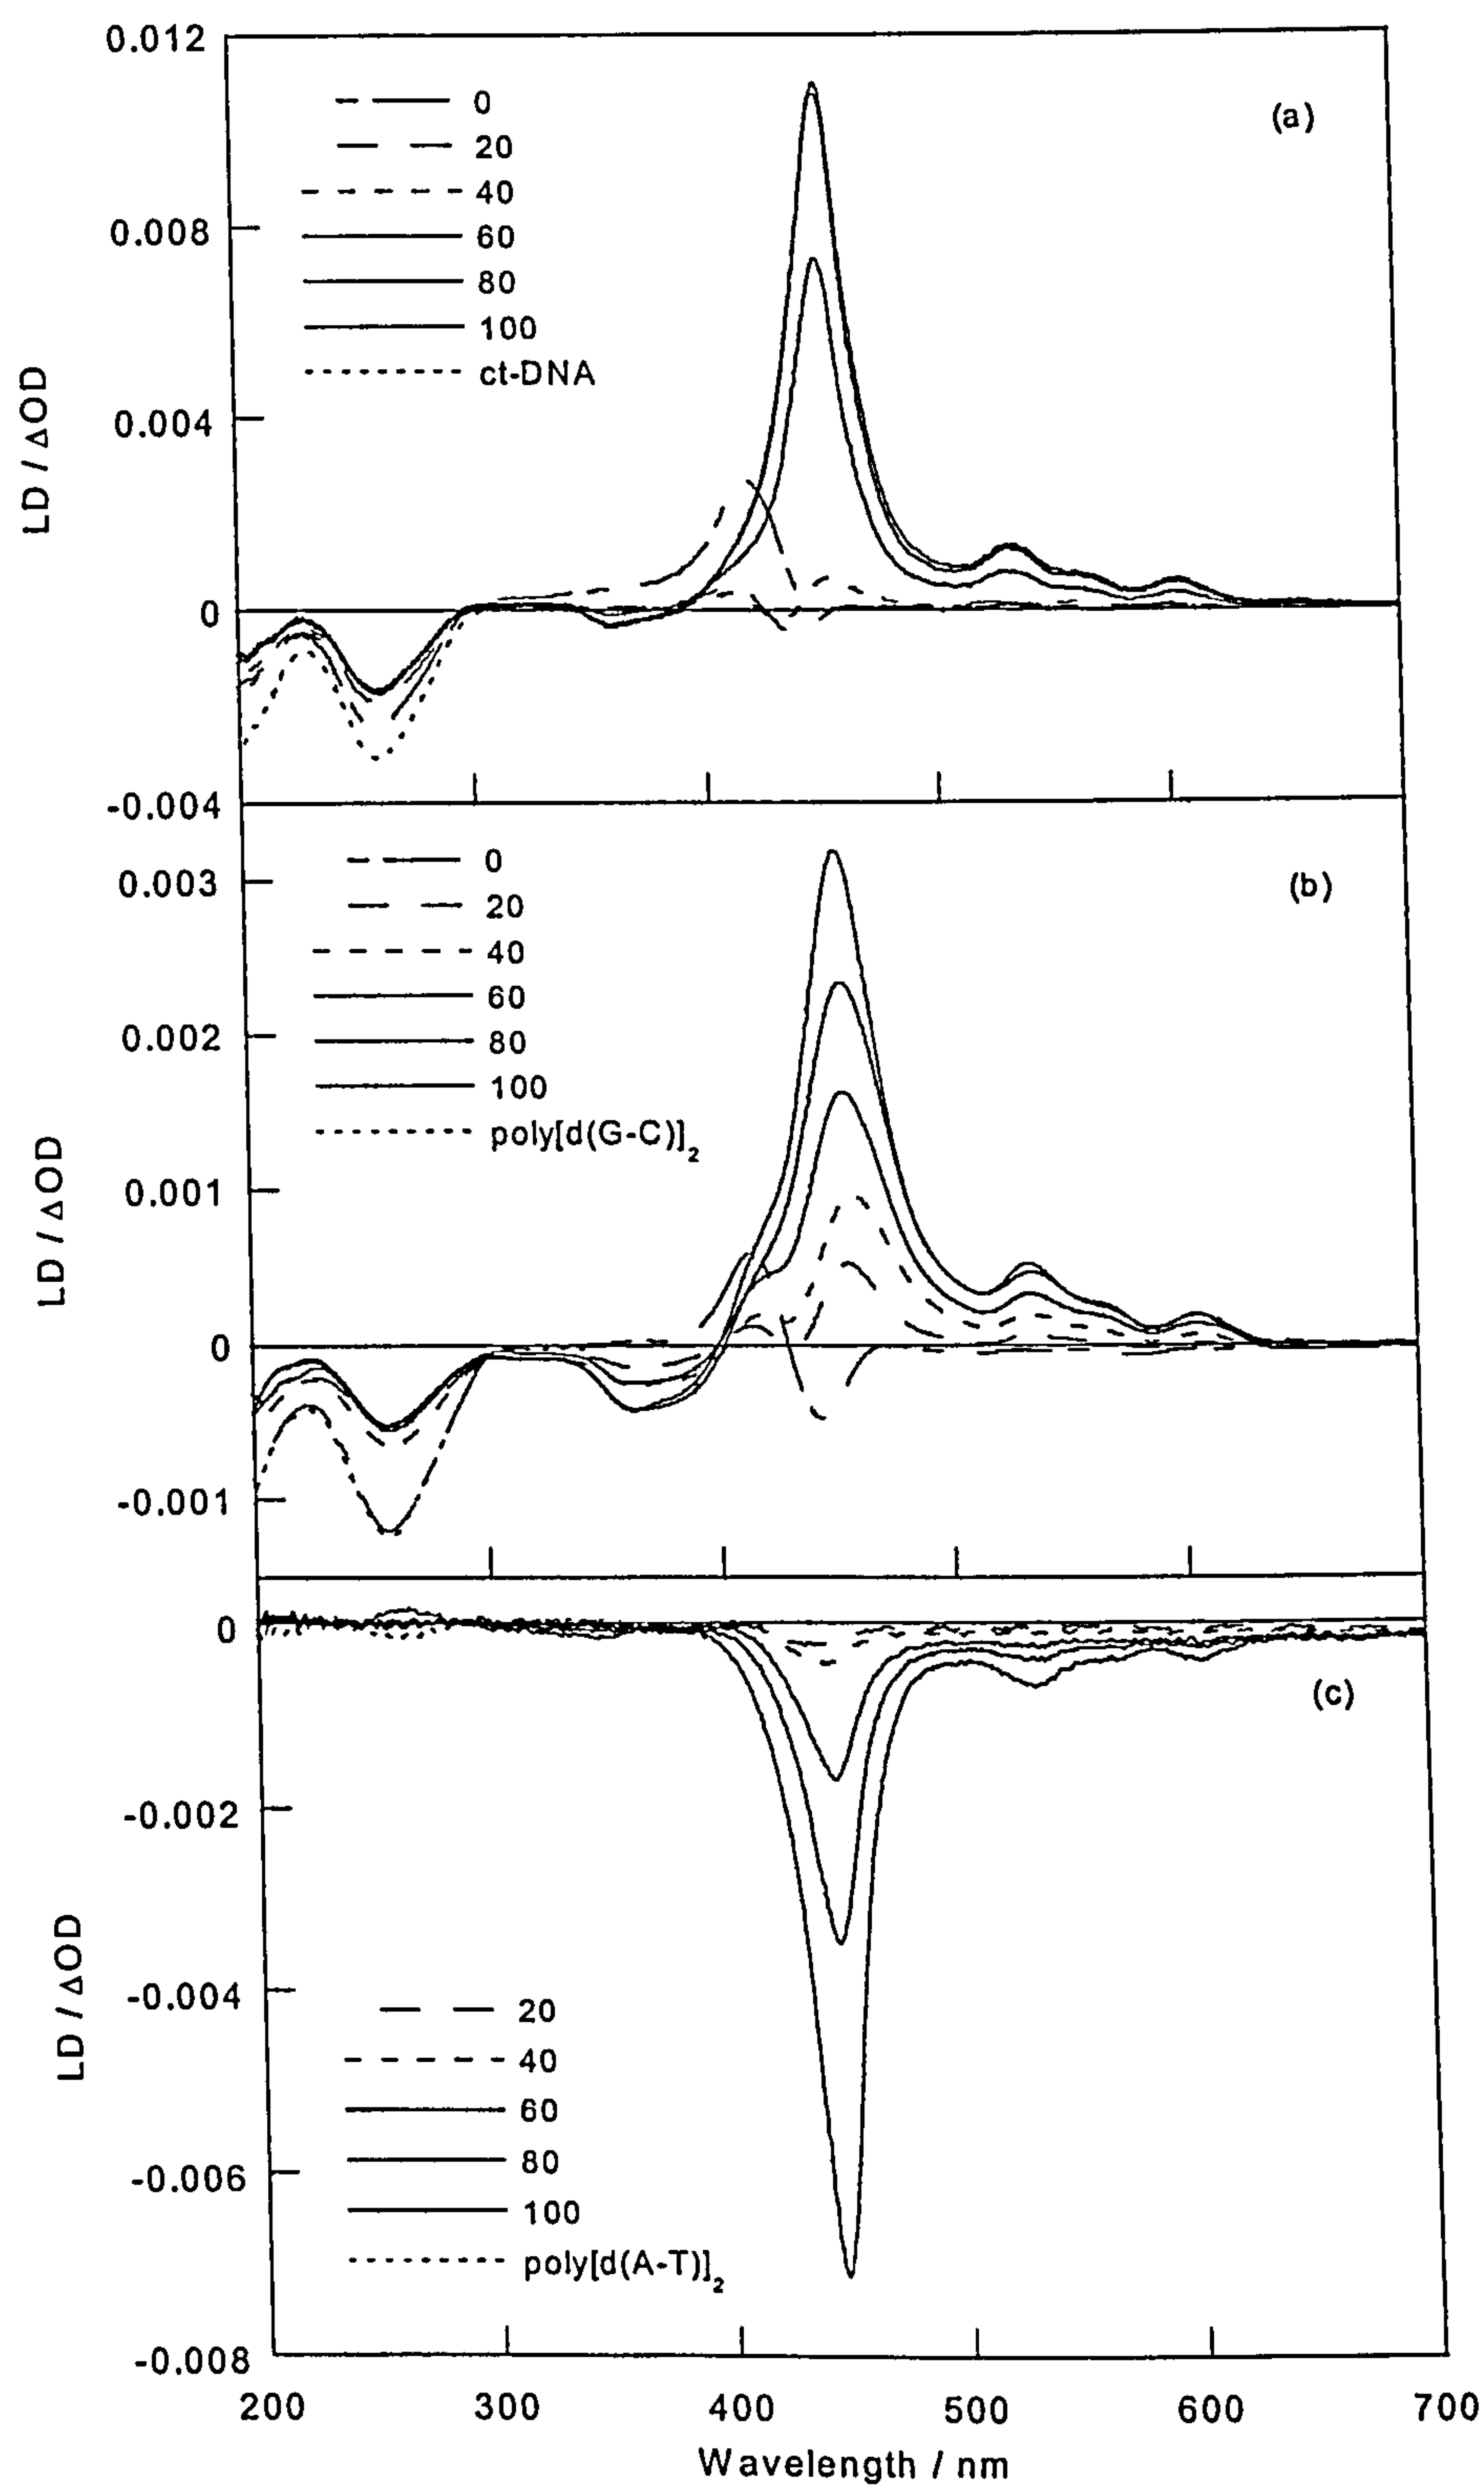 0.012
0
(a)
20
40
0.008
60
80
100
ct-DNA
0.004
LD / ΔOD
0
-0.004
0
0.003
(b)
20
40
60
0.002
80
100
poly[d(G-C)]₂
0.001
LD / ΔOD
0
-0.001
0
(c)
-0.002
LD / ΔOD
-0.004
20
40
60
80
-0.006
100
poly[d(A-T)]₂
-0.008
200 300 400 500 600 700
Wavelength / nm